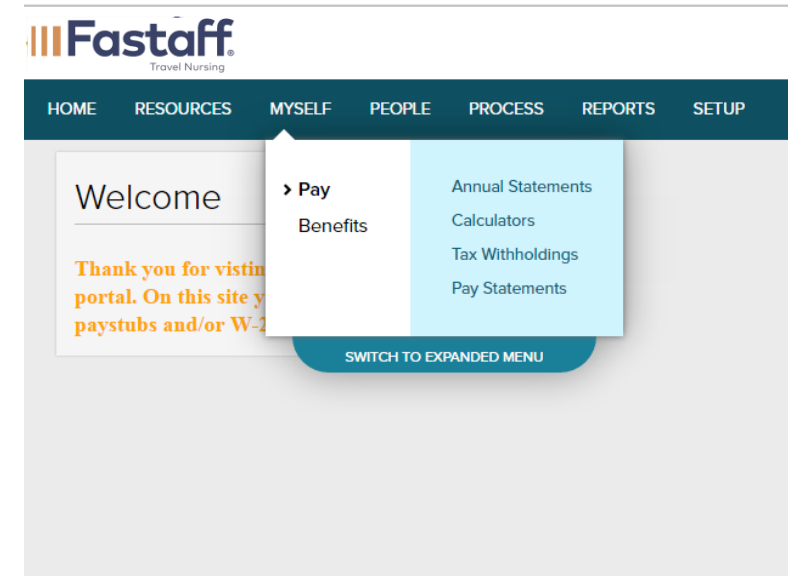 Fastaff®
Travel Nursing
HOME RESOURCES MYSELF PEOPLE PROCESS REPORTS SETUP
Welcome
> Pay
Benefits
Annual Statements
Calculators
Tax Withholdings
Pay Statements
Thank you for vistin
portal. On this site y
paystubs and/or W-2
SWITCH TO EXPANDED MENU